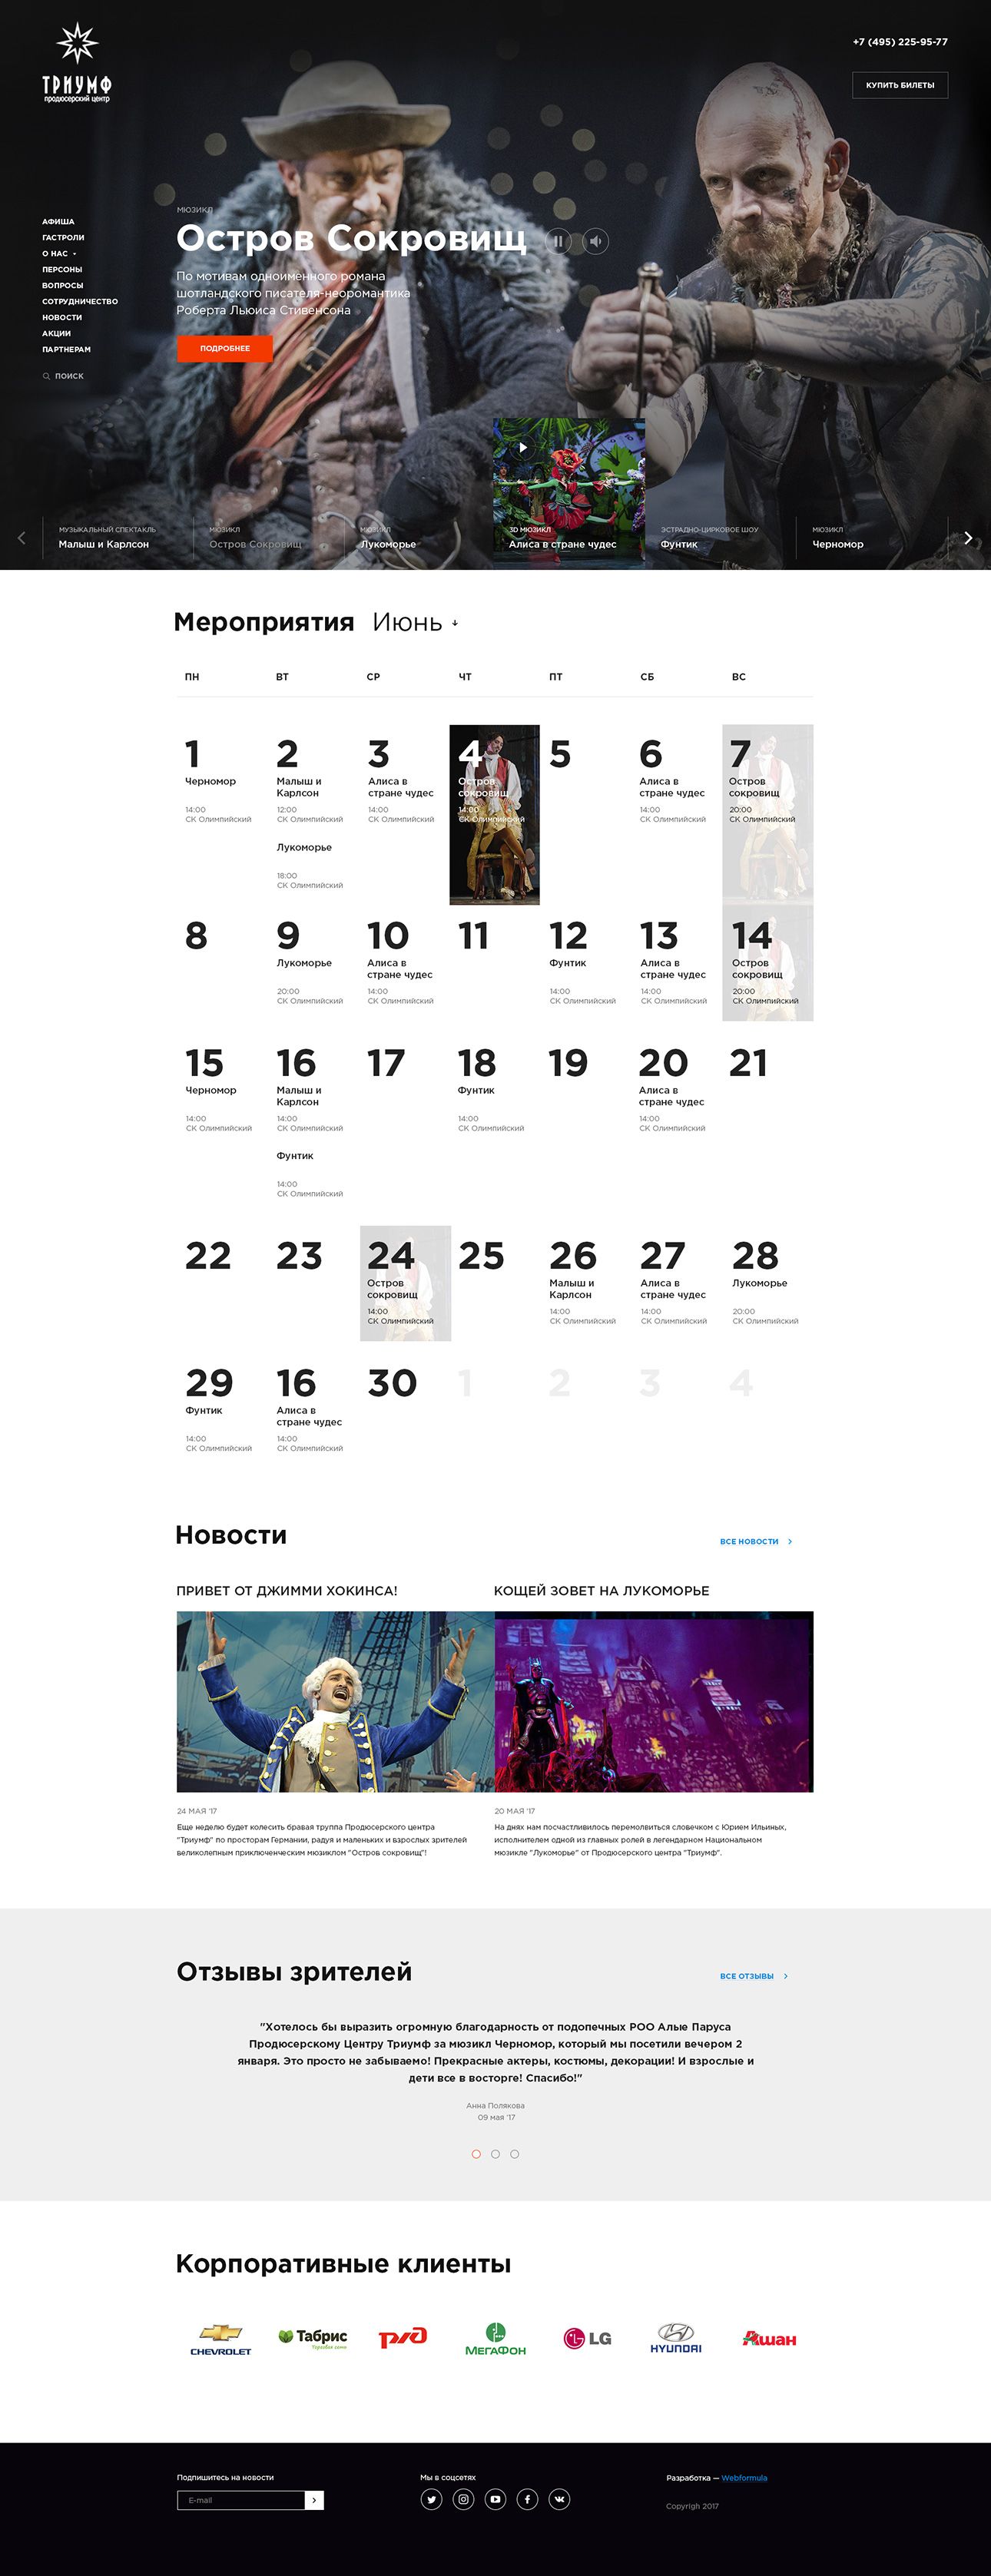 ТРИУМФ
продюсерский центр
+7 (495) 225-95-77
КУПИТЬ БИЛЕТЫ
АФИША
ГАСТРОЛИ
О НАС
ПЕРСОНЫ
ВОПРОСЫ
СОТРУДНИЧЕСТВО
НОВОСТИ
АКЦИИ
ПАРТНЕРАМ
ПОИСК
МЮЗИКЛ
Остров Сокровищ
По мотивам одноименного романа
шотландского писателя-неоромантика
Роберта Льюиса Стивенсона
ПОДРОБНЕЕ
МУЗЫКАЛЬНЫЙ СПЕКТАКЛЬ МЮЗИКЛ МЮЗИКЛ 3D МЮЗИКЛ ЭСТРАДНО-ЦИРКОВОЕ ШОУ МЮЗИКЛ
Малыш и Карлсон Остров Сокровищ Лукоморье Алиса в стране чудес Фунтик Черномор
Мероприятия Июнь
ПН ВТ СР ЧТ ПТ СБ ВС
1 2 3 4 5 6 7
Черномор Малыш и Алиса в Остров Алиса в Остров
Карлсон стране чудес сокровищ стране чудес сокровищ
14:00 12:00 14:00 14:00 14:00 20:00
СК Олимпийский СК Олимпийский СК Олимпийский СК Олимпийский СК Олимпийский СК Олимпийский
Лукоморье
18:00
СК Олимпийский
8 9 10 11 12 13 14
Лукоморье Алиса в Фунтик Алиса в Остров
стране чудес стране чудес сокровищ
20:00 14:00 14:00 14:00 20:00
СК Олимпийский СК Олимпийский СК Олимпийский СК Олимпийский СК Олимпийский
15 16 17 18 19 20 21
Черномор Малыш и Фунтик Алиса в
Карлсон стране чудес
14:00 14:00 14:00 14:00
СК Олимпийский СК Олимпийский СК Олимпийский СК Олимпийский
Фунтик
14:00
СК Олимпийский
22 23 24 25 26 27 28
Остров Малыш и Алиса в Лукоморье
сокровищ Карлсон стране чудес
14:00 14:00 14:00 20:00
СК Олимпийский СК Олимпийский СК Олимпийский СК Олимпийский
29 16 30 1 2 3 4
Фунтик Алиса в
стране чудес
14:00 14:00
СК Олимпийский СК Олимпийский
Новости
ВСЕ НОВОСТИ
ПРИВЕТ ОТ ДЖИММИ ХОКИНСА!
24 МАЯ '17
Еще неделю будет колесить бравая труппа Продюсерского центра
"Триумф" по просторам Германии, радуя и маленьких и взрослых зрителей
великолепным приключенческим мюзиклом "Остров сокровищ"!
КОЩЕЙ ЗОВЕТ НА ЛУКОМОРЬЕ
20 МАЯ '17
На днях нам посчастливилось перемолвиться словечком с Юрием Ильиных,
исполнителем одной из главных ролей в легендарном Национальном
мюзикле "Лукоморье" от Продюсерского центра "Триумф".
Отзывы зрителей
ВСЕ ОТЗЫВЫ
"Хотелось бы выразить огромную благодарность от подопечных РОО Алые Паруса
Продюсерскому Центру Триумф за мюзикл Черномор, который мы посетили вечером 2
января. Это просто не забываемо! Прекрасные актеры, костюмы, декорации! И взрослые и
дети все в восторге! Спасибо!"
Анна Полякова
09 мая '17
Корпоративные клиенты
CHEVROLET
Табрис
Торговые сети
РЖД
МЕГАФОН
LG
HYUNDAI
Ашан
Подпишитесь на новости
E-mail
Мы в соцсетях
Разработка — Webformula
Copyrigh 2017